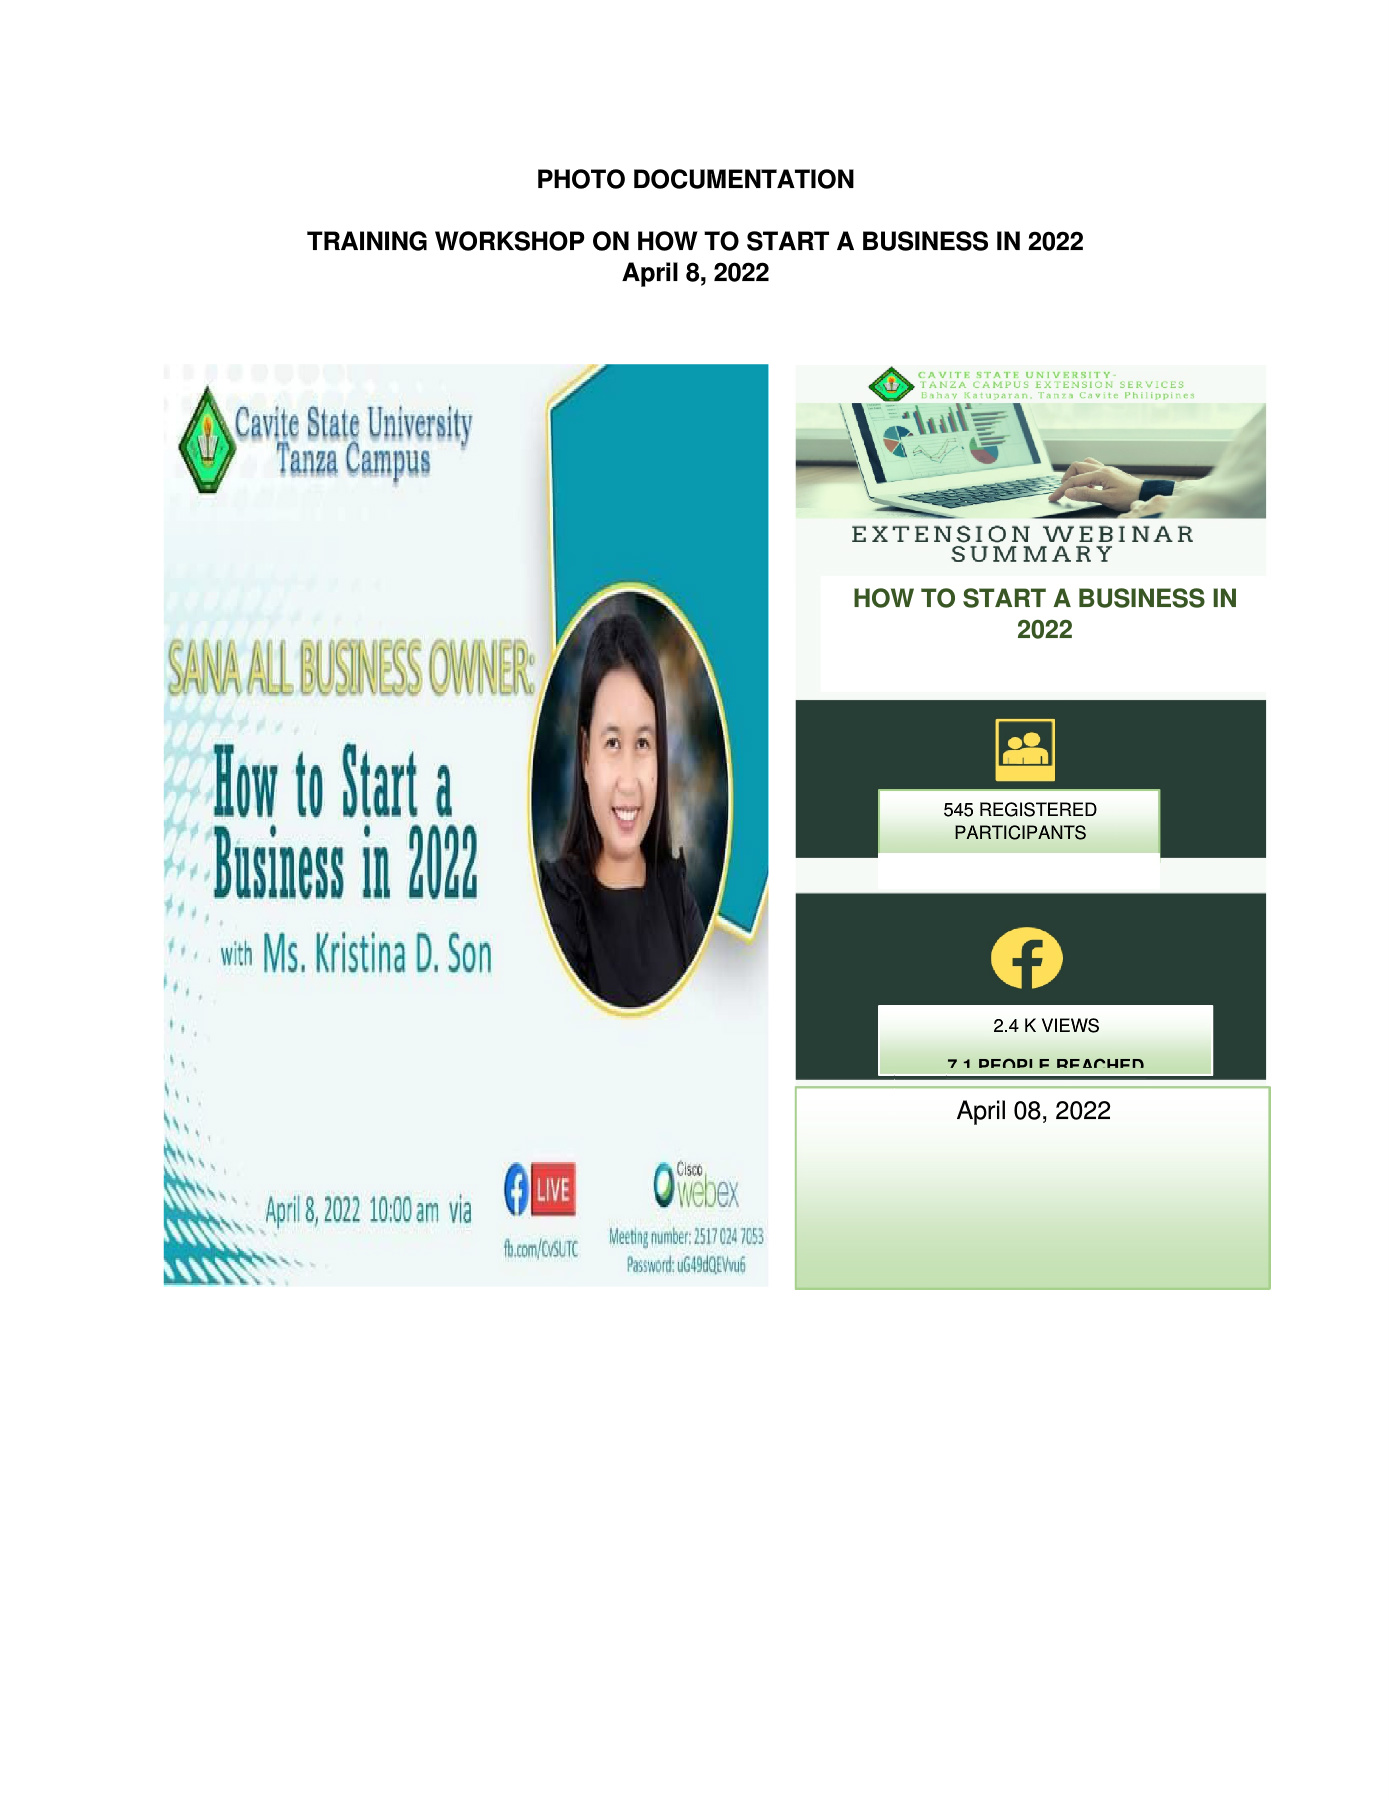 PHOTO DOCUMENTATION
TRAINING WORKSHOP ON HOW TO START A BUSINESS IN 2022
April 8, 2022
Cavite State University
Tanza Campus
SANA ALL BUSINESS OWNER:
How to Start a
Business in 2022
with Ms. Kristina D. Son
April 8, 2022 10:00 am via
LIVE
fb.com/CvSUTC
Cisco
webex
Meeting number: 2517 024 7053
Password: uG49dQEVvu6
CAVITE STATE UNIVERSITY-
TANZA CAMPUS EXTENSION SERVICES
Bahay Katuparan, Tanza Cavite Philippines
EXTENSION WEBINAR
SUMMARY
HOW TO START A BUSINESS IN
2022
545 REGISTERED
PARTICIPANTS
2.4 K VIEWS
7.1 PEOPLE REACHED
April 08, 2022